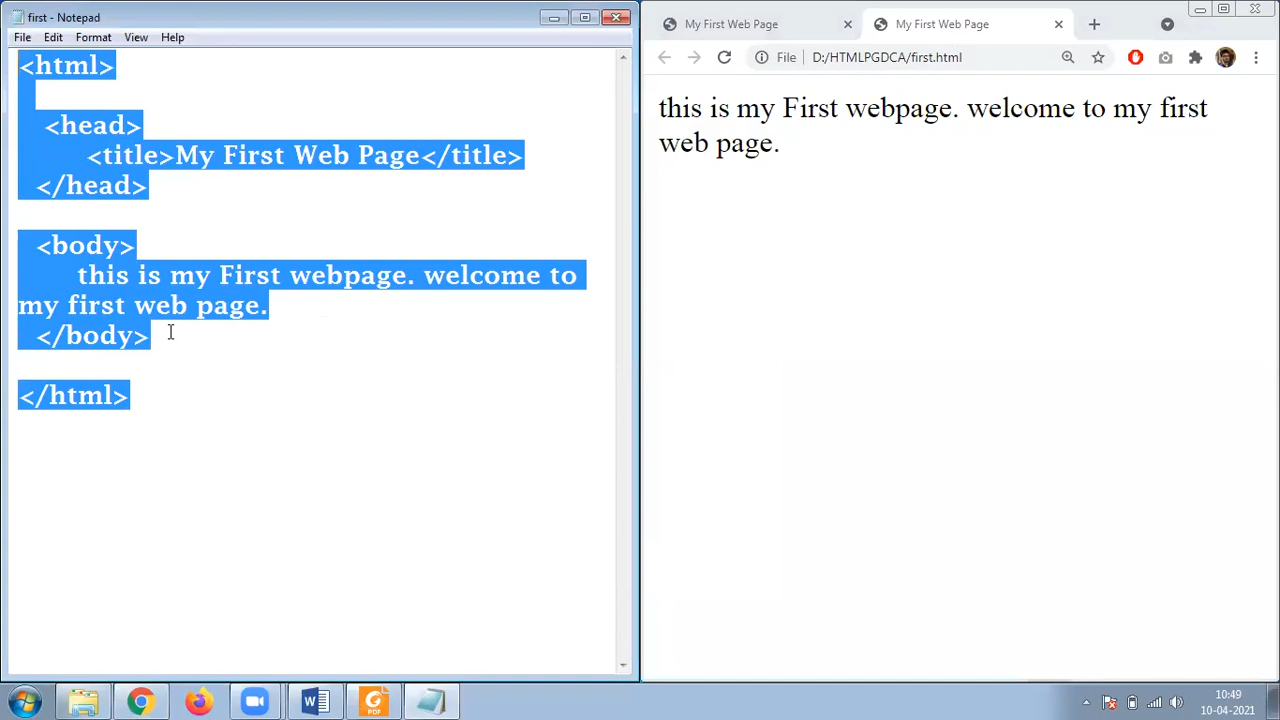 first - Notepad
File Edit Format View Help
<html>
<head>
<title>My First Web Page</title>
</head>
<body>
this is my First webpage. welcome to
my first web page.
</body>
</html>
My First Web Page
My First Web Page
File D:/HTMLPGDCA/first.html
this is my First webpage. welcome to my first
web page.
PDF
10:49
10-04-2021